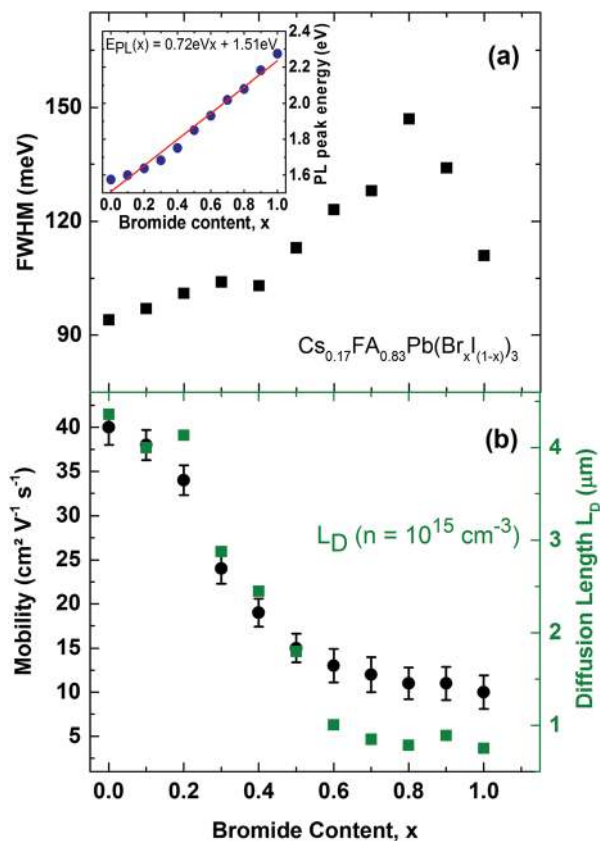 (a)
E_PL(x) = 0.72eVx + 1.51eV
2.4
2.2
2.0
1.8
1.6
PL peak energy (eV)
0.0 0.2 0.4 0.6 0.8 1.0
Bromide content, x
150
120
90
FWHM (meV)
Cs0.17FA0.83Pb(BrxI(1-x))3
(b)
40
35
30
25
20
15
10
5
Mobility (cm² V⁻¹ s⁻¹)
L_D (n = 10¹⁵ cm⁻³)
4
3
2
1
Diffusion Length L_D (μm)
0.0 0.2 0.4 0.6 0.8 1.0
Bromide Content, x